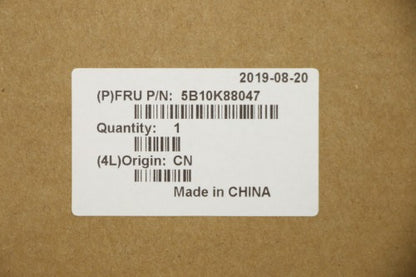 2019-08-20
(P)FRU P/N: 5B10K88047
Quantity: 1
(4L)Origin: CN
Made in CHINA